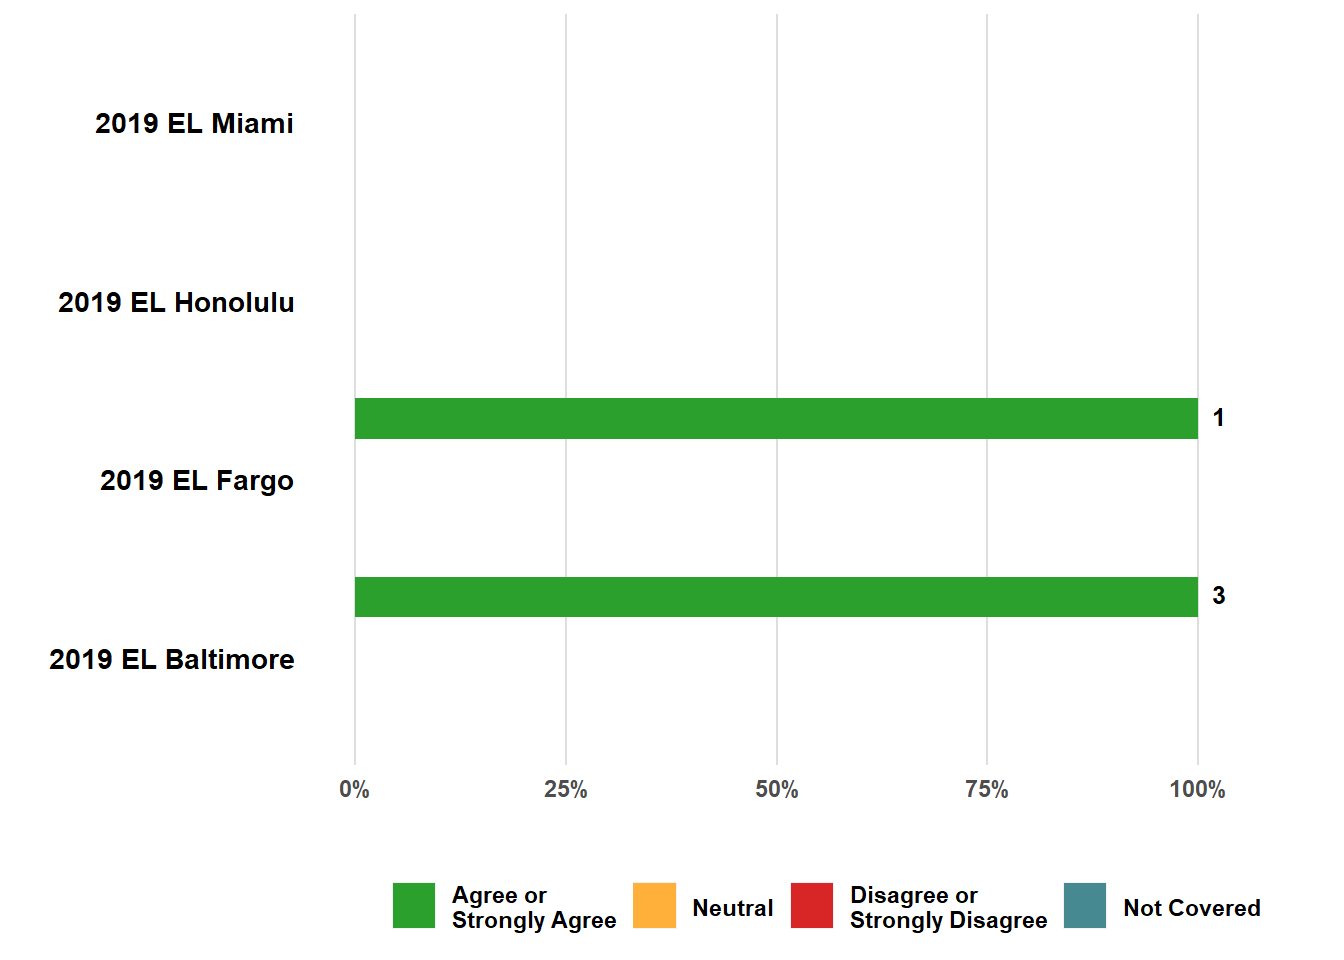 2019 EL Miami
2019 EL Honolulu
1
2019 EL Fargo
3
2019 EL Baltimore
0% 25% 50% 75% 100%
Agree or
Strongly Agree
Neutral
Disagree or
Strongly Disagree
Not Covered